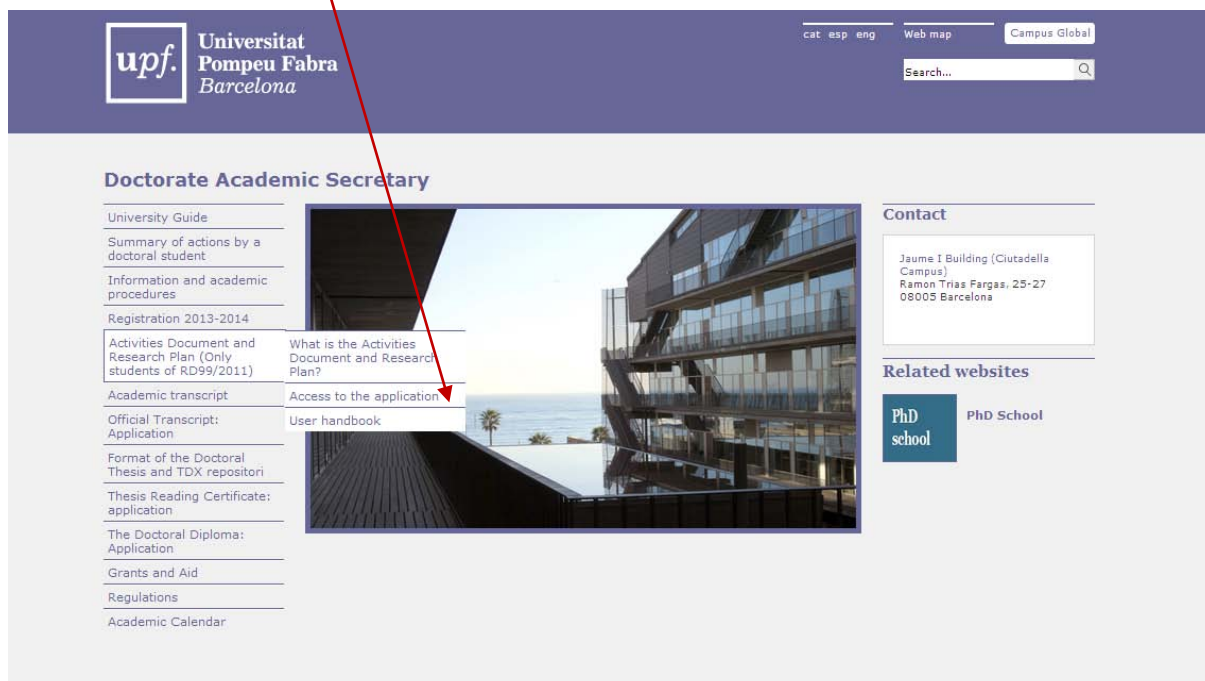 upf.
Universitat
Pompeu Fabra
Barcelona
cat esp eng
Web map
Campus Global
Search...
Doctorate Academic Secretary
University Guide
Summary of actions by a
doctoral student
Information and academic
procedures
Registration 2013-2014
Activities Document and
Research Plan (Only
students of RD99/2011)
What is the Activities
Document and Research
Plan?
Access to the application
User handbook
Academic transcript
Official Transcript:
Application
Format of the Doctoral
Thesis and TDX repositori
Thesis Reading Certificate:
application
The Doctoral Diploma:
Application
Grants and Aid
Regulations
Academic Calendar
Contact
Jaume I Building (Ciutadella
Campus)
Ramon Trias Fargas, 25-27
08005 Barcelona
Related websites
PhD
school
PhD School